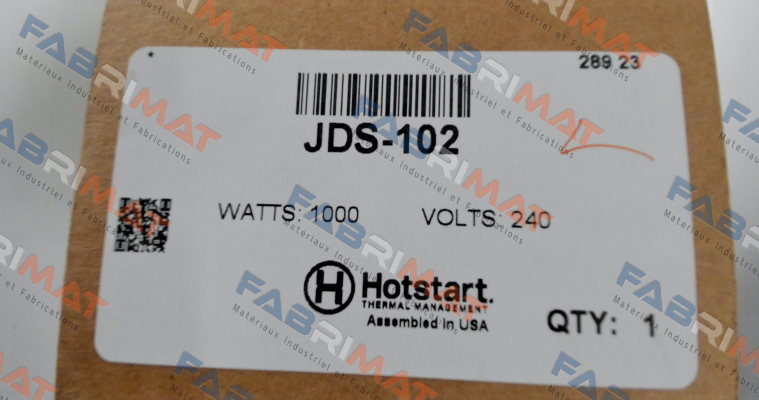 * 289 23
JDS-102
WATTS: 1000 VOLTS: 240
H Hotstart.
THERMAL MANAGEMENT
Assembled in USA
QTY: 1
FABRIMAT
Materiaux Industriel et Fabrications